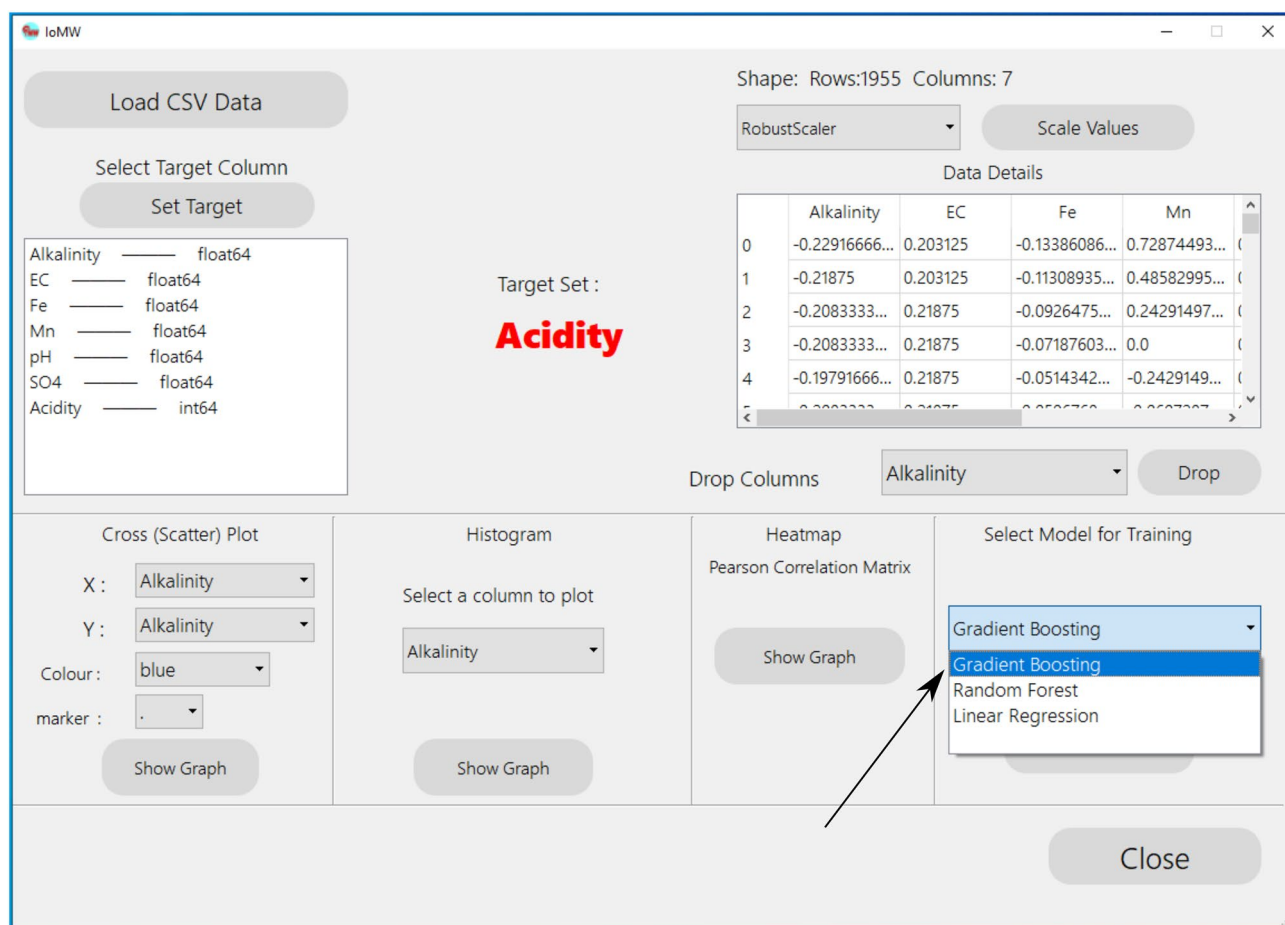 IoMW
Load CSV Data
Select Target Column
Set Target
Alkalinity ——— float64
EC ——— float64
Fe ——— float64
Mn ——— float64
pH ——— float64
SO4 ——— float64
Acidity ——— int64
Target Set :
Acidity
Shape: Rows:1955 Columns: 7
RobustScaler
Scale Values
Data Details
Alkalinity EC Fe Mn
0 -0.22916666... 0.203125 -0.13386086... 0.72874493...
1 -0.21875 0.203125 -0.11308935... 0.48582995...
2 -0.2083333... 0.21875 -0.0926475... 0.24291497...
3 -0.2083333... 0.21875 -0.07187603... 0.0
4 -0.19791666... 0.21875 -0.0514342... -0.2429149...
Drop Columns
Alkalinity
Drop
Cross (Scatter) Plot
X :
Alkalinity
Y :
Alkalinity
Colour :
blue
marker :
.
Show Graph
Histogram
Select a column to plot
Alkalinity
Show Graph
Heatmap
Pearson Correlation Matrix
Show Graph
Select Model for Training
Gradient Boosting
Gradient Boosting
Random Forest
Linear Regression
Close